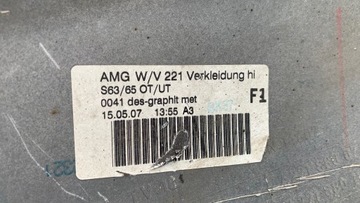 AMG W/V 221 Verkleidung hi
S63/65 OT/UT
0041 des-graphit met F1
15.05.07 13:55 A3